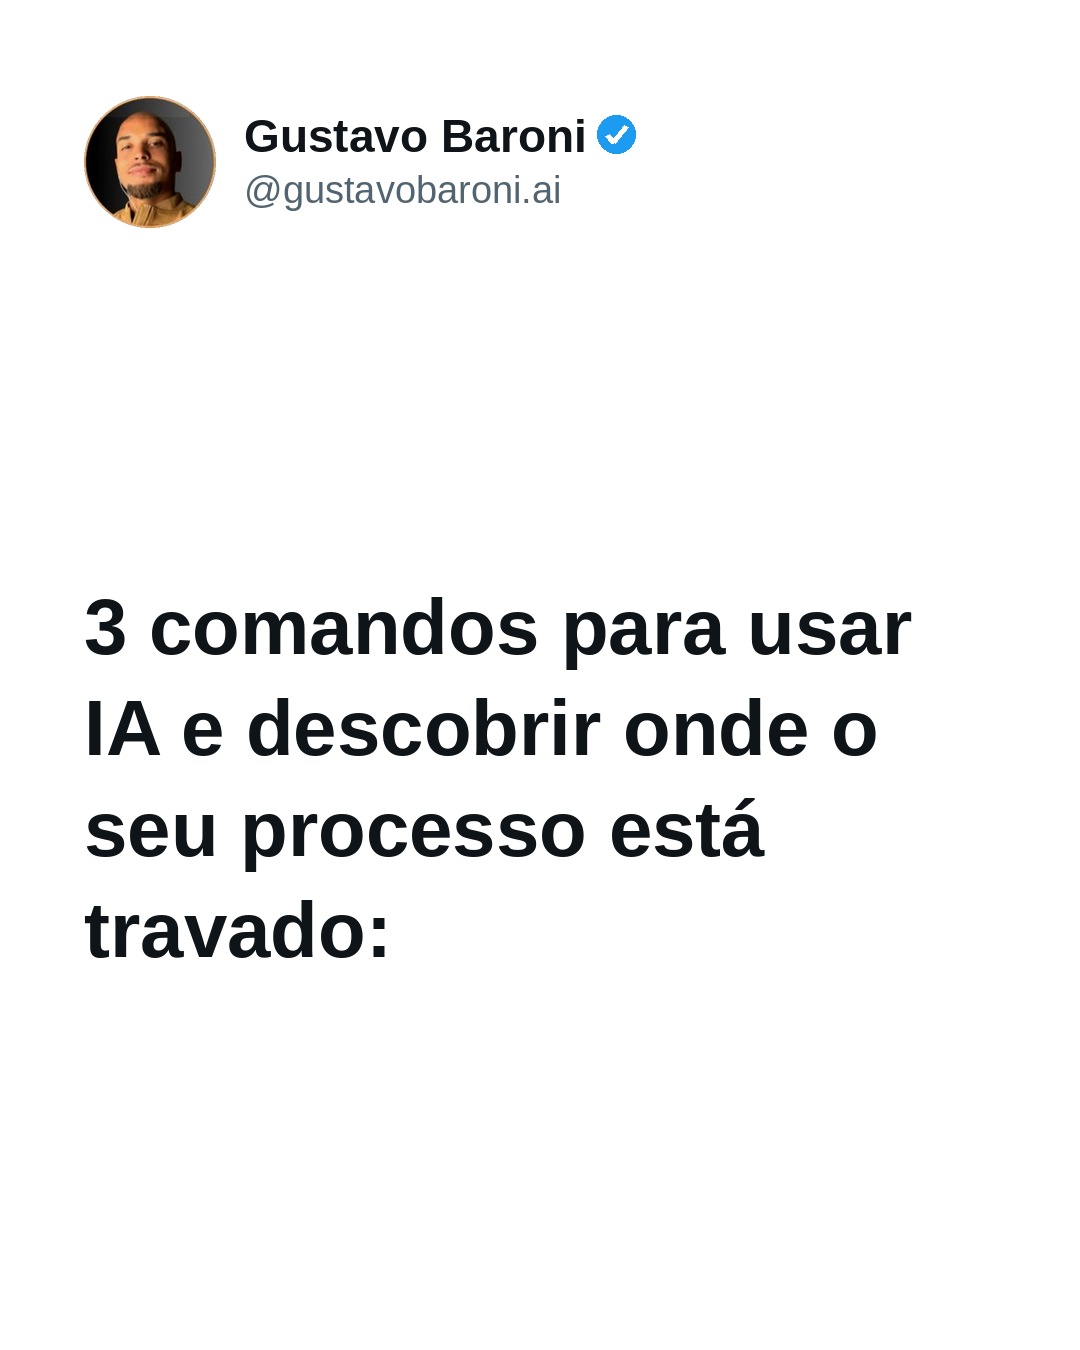 Gustavo Baroni
@gustavobaroni.ai
3 comandos para usar
IA e descobrir onde o
seu processo está
travado: